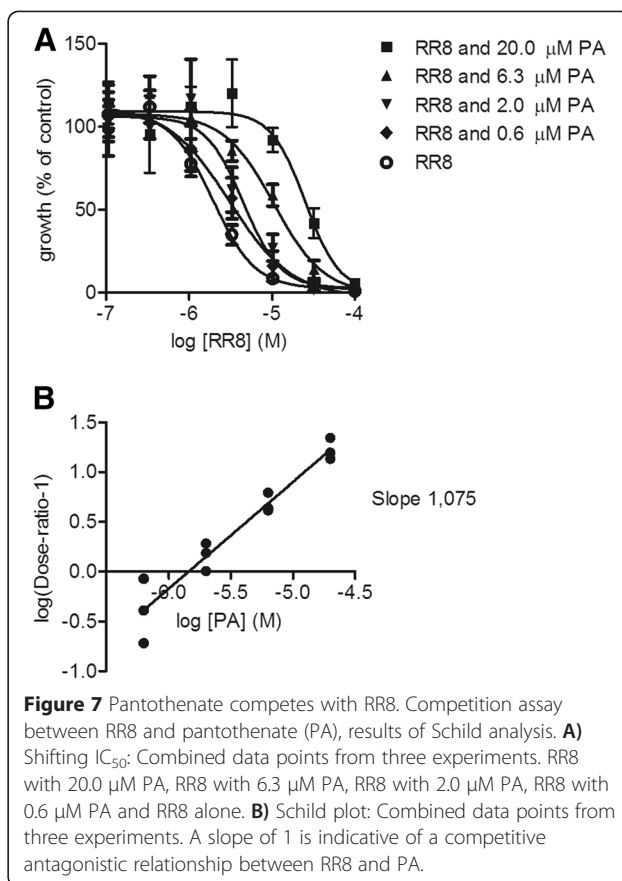 A
150
100
50
0
growth (% of control)
-7
-6
-5
-4
log [RR8] (M)
RR8 and 20.0 μM PA
RR8 and 6.3 μM PA
RR8 and 2.0 μM PA
RR8 and 0.6 μM PA
RR8
B
1.5
1.0
0.5
0.0
-0.5
-1.0
log(Dose-ratio-1)
-6.0
-5.5
-5.0
-4.5
log [PA] (M)
Slope 1,075
Figure 7 Pantothenate competes with RR8. Competition assay
between RR8 and pantothenate (PA), results of Schild analysis. A)
Shifting IC50: Combined data points from three experiments. RR8
with 20.0 μM PA, RR8 with 6.3 μM PA, RR8 with 2.0 μM PA, RR8 with
0.6 μM PA and RR8 alone. B) Schild plot: Combined data points from
three experiments. A slope of 1 is indicative of a competitive
antagonistic relationship between RR8 and PA.